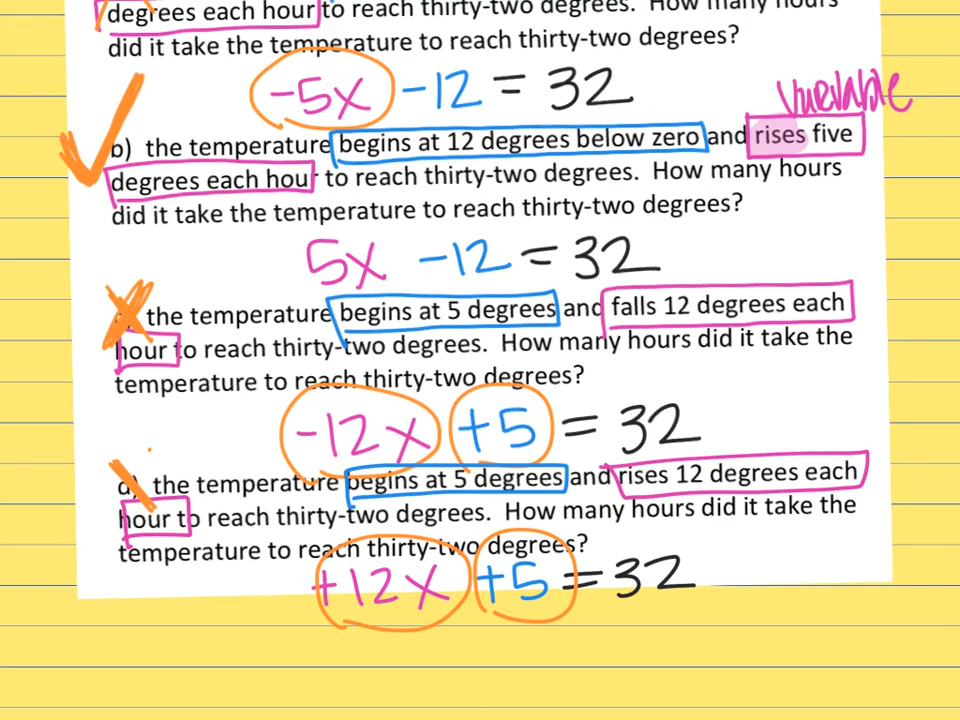 degrees each hour to reach thirty-two degrees. How many hours
did it take the temperature to reach thirty-two degrees?
-5x -12 = 32
vuevable
b) the temperature begins at 12 degrees below zero and rises five
degrees each hour to reach thirty-two degrees. How many hours
did it take the temperature to reach thirty-two degrees?
5x -12 = 32
the temperature begins at 5 degrees and falls 12 degrees each
hour to reach thirty-two degrees. How many hours did it take the
temperature to reach thirty-two degrees?
-12x +5 = 32
d) the temperature begins at 5 degrees and rises 12 degrees each
hour to reach thirty-two degrees. How many hours did it take the
temperature to reach thirty-two degrees?
+12x +5 = 32